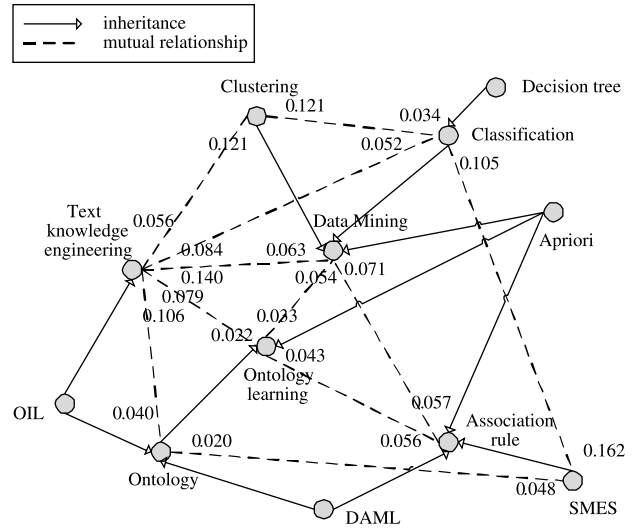 inheritance
mutual relationship
Clustering
0.121
Decision tree
0.034
Classification
0.121
0.052
0.105
Text
knowledge
engineering
0.056
Data Mining
Apriori
0.084
0.063
0.140
0.054
0.071
0.079
0.106
0.033
0.022
0.043
Ontology
learning
OIL
0.040
0.057
Association
rule
0.020
0.056
0.162
Ontology
0.048
SMES
DAML